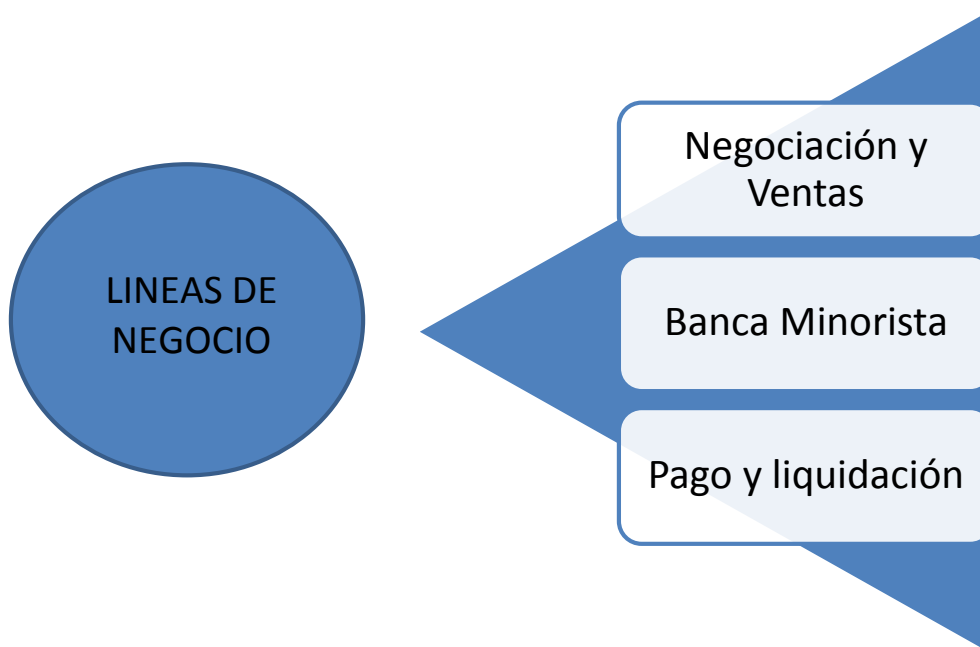 LINEAS DE
NEGOCIO
Negociación y
Ventas
Banca Minorista
Pago y liquidación